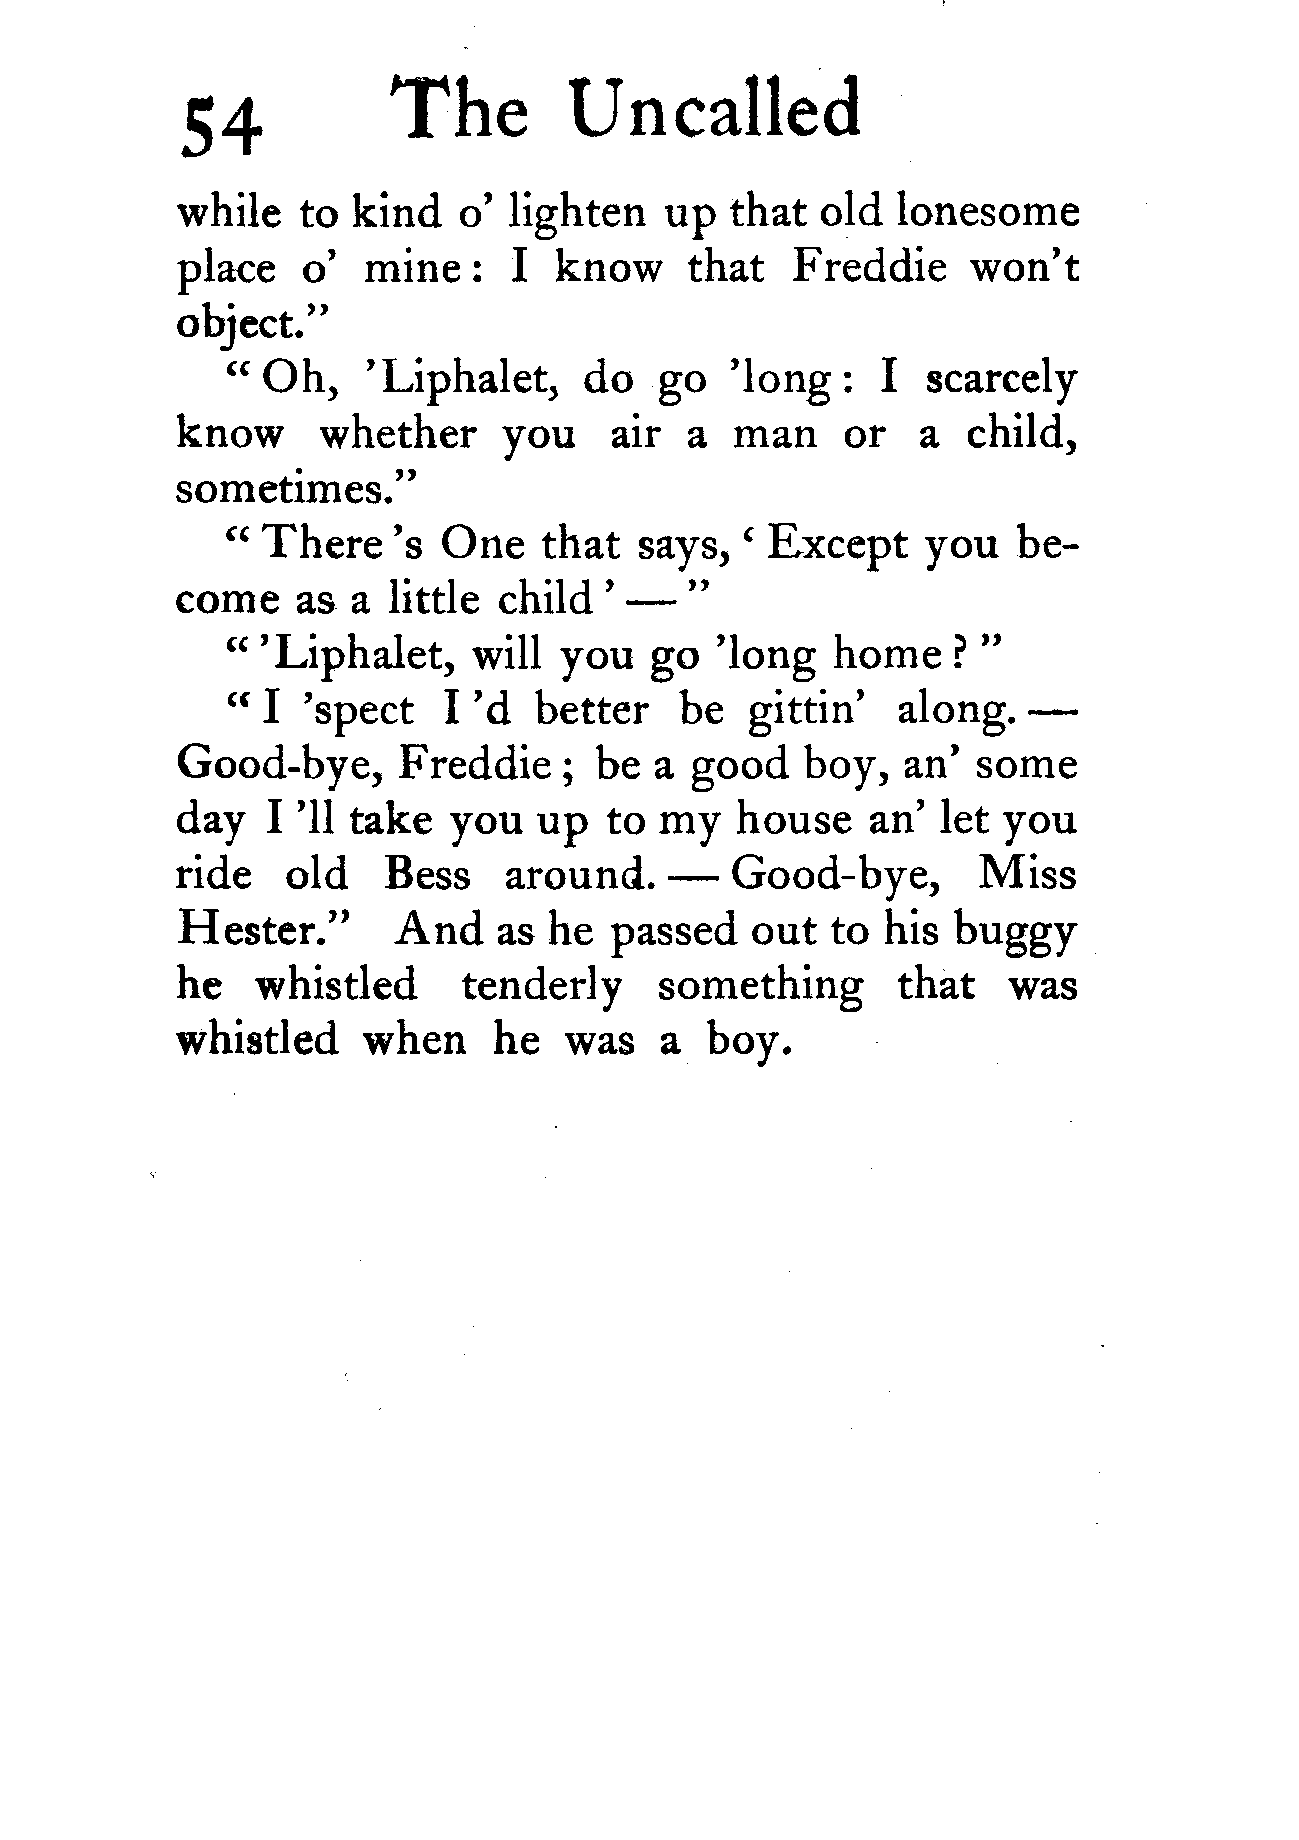 54 The Uncalled
while to kind o’ lighten up that old lonesome
place o’ mine : I know that Freddie won’t
object.”
“ Oh, ’Liphalet, do go ’long : I scarcely
know whether you air a man or a child,
sometimes.”
“ There ’s One that says, ‘ Except you be-
come as a little child ’ — ”
“ ’Liphalet, will you go ’long home ? ”
“ I ’spect I ’d better be gittin’ along. —
Good-bye, Freddie ; be a good boy, an’ some
day I ’ll take you up to my house an’ let you
ride old Bess around. — Good-bye, Miss
Hester.” And as he passed out to his buggy
he whistled tenderly something that was
whistled when he was a boy.